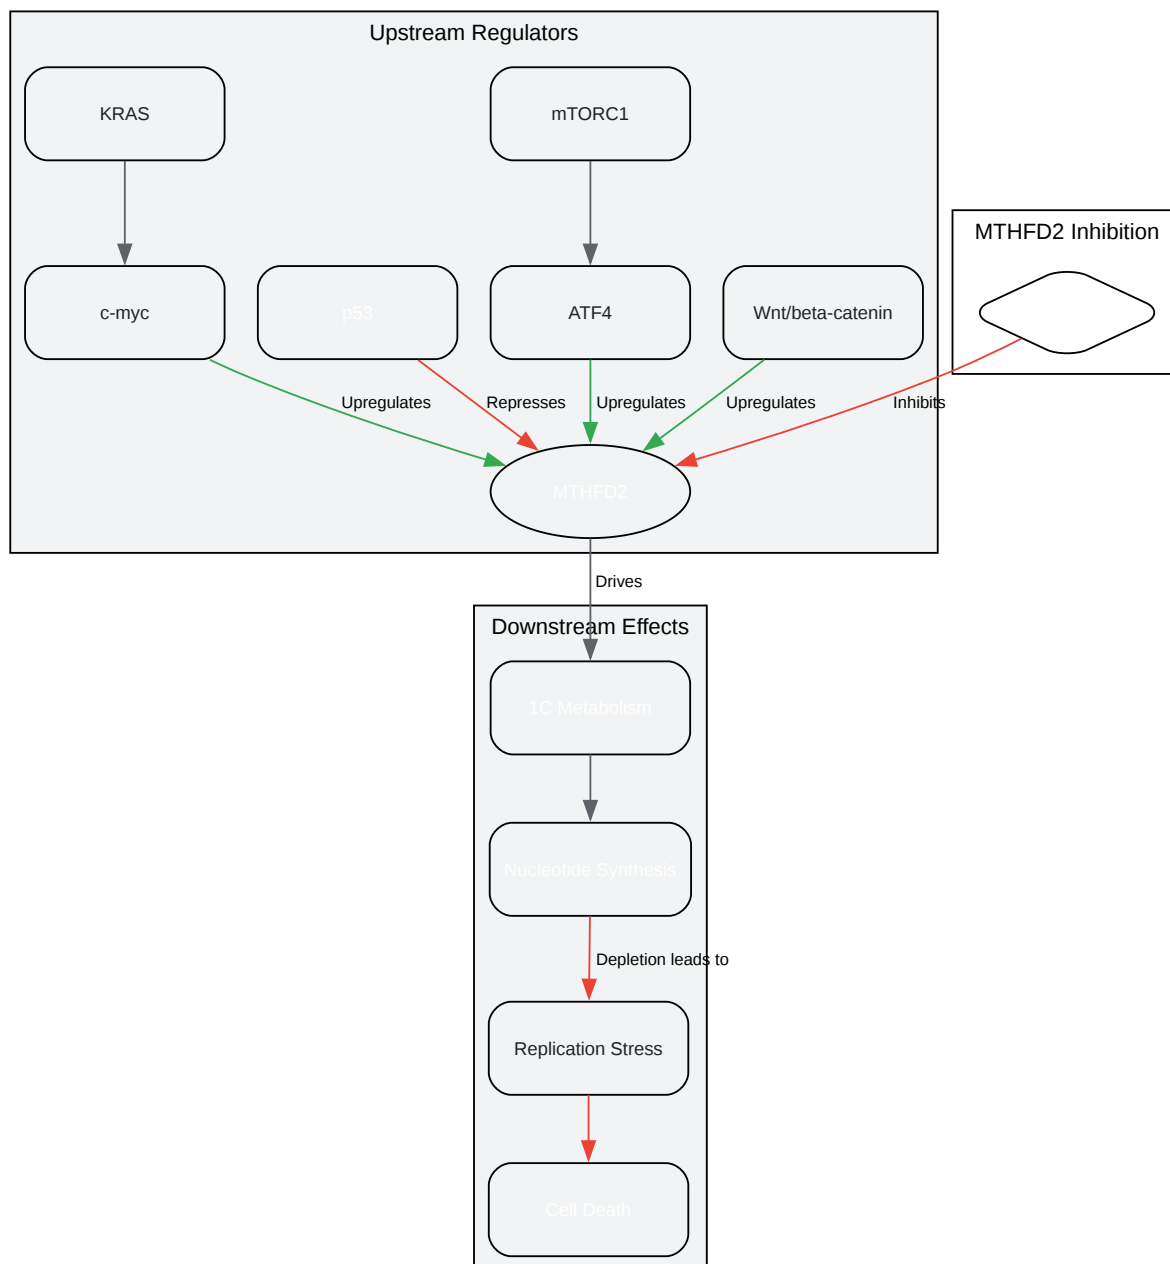 Upstream Regulators
KRAS
mTORC1
MTHFD2 Inhibition
c-myc
p53
ATF4
Wnt/beta-catenin
Upregulates
Represses
Upregulates
Upregulates
Inhibits
MTHFD2
Drives
Downstream Effects
1C Metabolism
Nucleotide Synthesis
Depletion leads to
Replication Stress
Cell Death